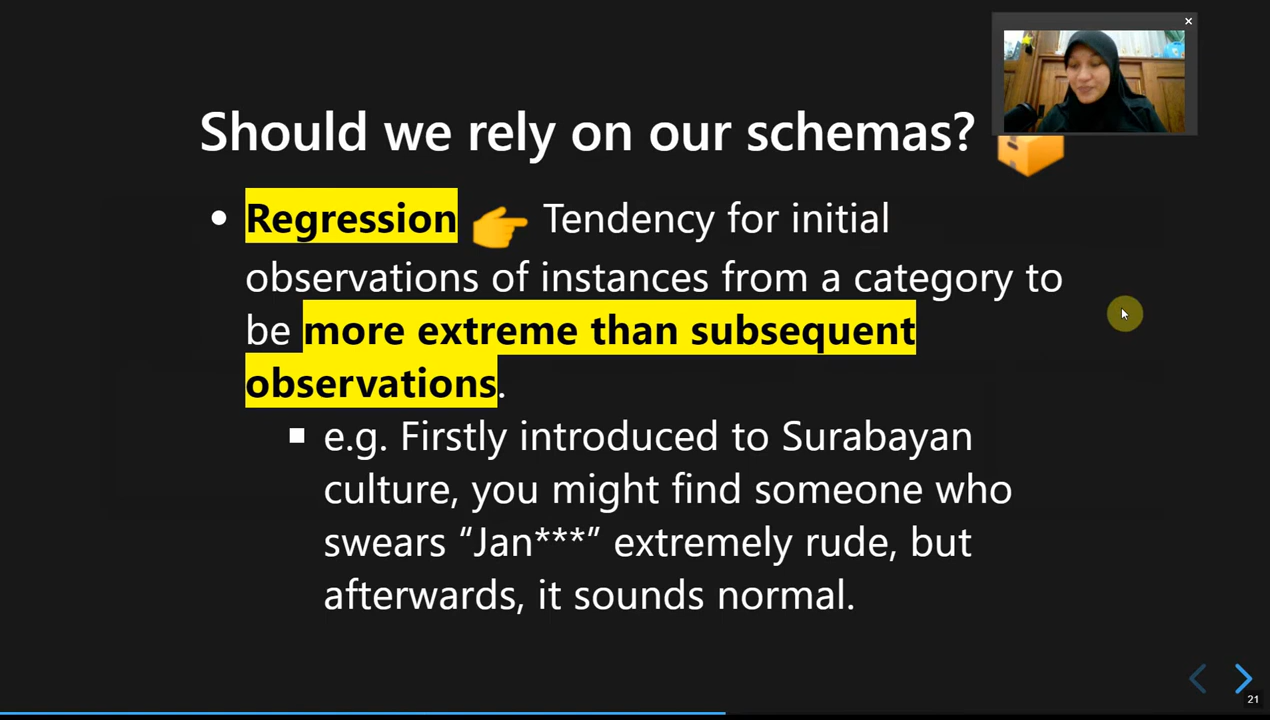 Should we rely on our schemas?
• Regression 👉 Tendency for initial
observations of instances from a category to
be more extreme than subsequent
observations.
▪ e.g. Firstly introduced to Surabayan
culture, you might find someone who
swears “Jan***” extremely rude, but
afterwards, it sounds normal.
21